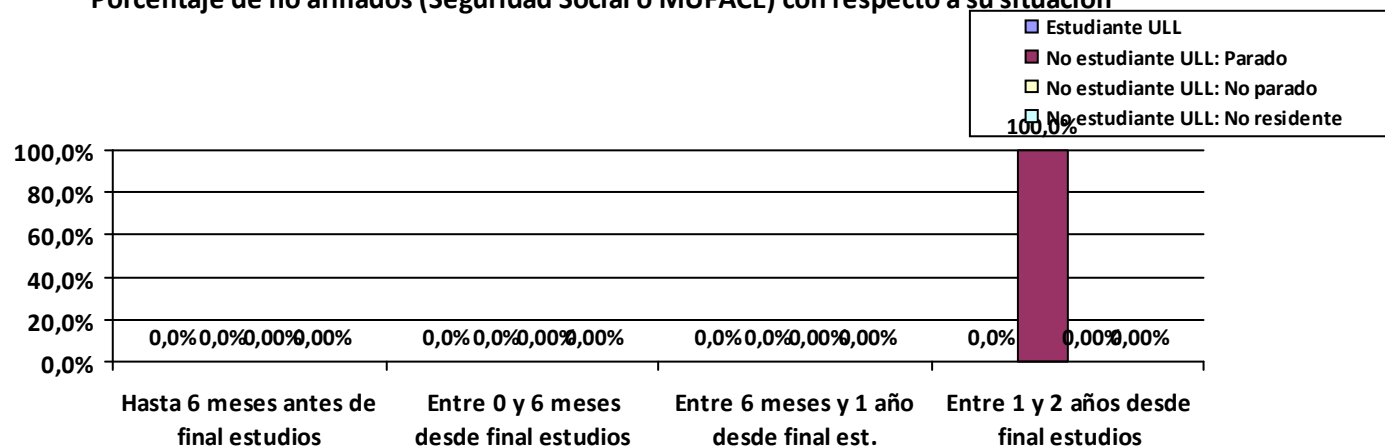 Porcentaje de no afiliados (Seguridad Social o MUFACE) con respecto a su situación
Estudiante ULL
No estudiante ULL: Parado
No estudiante ULL: No parado
No estudiante ULL: No residente
100,0%
100,0%
80,0%
60,0%
40,0%
20,0%
0,0%
0,0% 0,0% 0,00% 0,00%
0,0% 0,0% 0,00% 0,00%
0,0% 0,0% 0,00% 0,00%
0,0% 0,00% 0,00%
Hasta 6 meses antes de
final estudios
Entre 0 y 6 meses
desde final estudios
Entre 6 meses y 1 año
desde final est.
Entre 1 y 2 años desde
final estudios